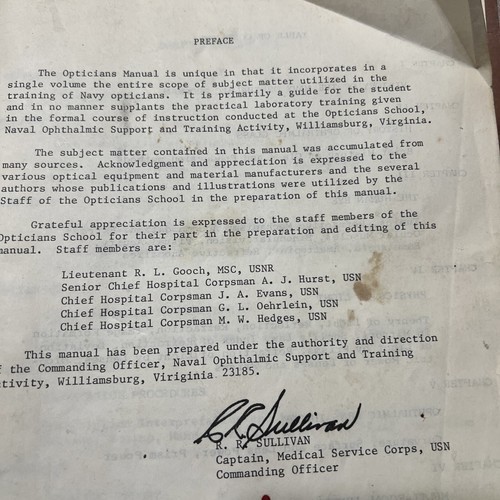 PREFACE
The Opticians Manual is unique in that it incorporates in a
single volume the entire scope of subject matter utilized in the
training of Navy opticians. It is primarily a guide for the student
and in no manner supplants the practical laboratory training given
in the formal course of instruction conducted at the Opticians School,
Naval Ophthalmic Support and Training Activity, Williamsburg, Virginia.
The subject matter contained in this manual was accumulated from
many sources. Acknowledgment and appreciation is expressed to the
various optical equipment and material manufacturers and the several
authors whose publications and illustrations were utilized by the
Staff of the Opticians School in the preparation of this manual.
Grateful appreciation is expressed to the staff members of the
Opticians School for their part in the preparation and editing of this
manual. Staff members are:
Lieutenant R. L. Gooch, MSC, USNR
Senior Chief Hospital Corpsman A. J. Hurst, USN
Chief Hospital Corpsman J. A. Evans, USN
Chief Hospital Corpsman G. L. Oehrlein, USN
Chief Hospital Corpsman M. W. Hedges, USN
This manual has been prepared under the authority and direction
f the Commanding Officer, Naval Ophthalmic Support and Training
ctivity, Williamsburg, Viriginia 23185.
R R Sullivan
R. R. SULLIVAN
Captain, Medical Service Corps, USN
Commanding Officer